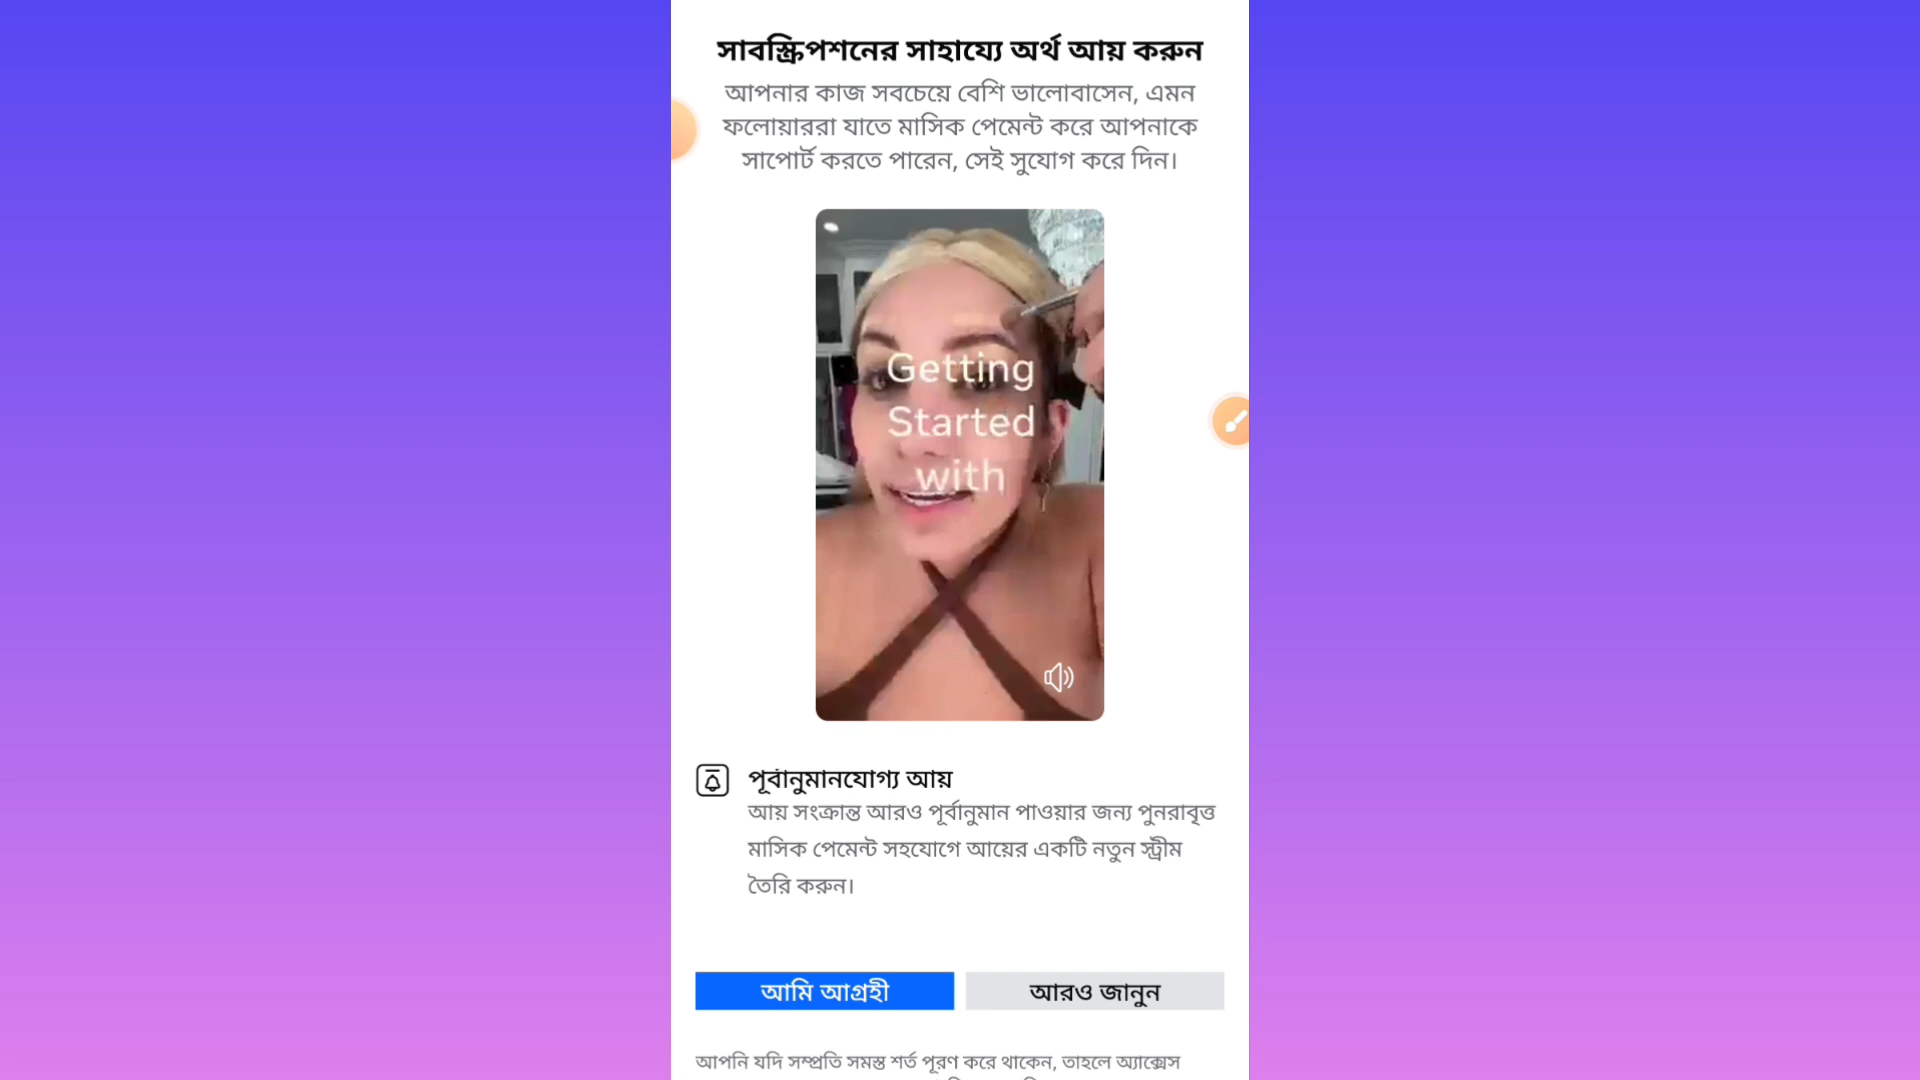 সাবস্ক্রিপশনের সাহায্যে অর্থ আয় করুন
আপনার কাজ সবচেয়ে বেশি ভালোবাসেন, এমন
ফলোয়াররা যাতে মাসিক পেমেন্ট করে আপনাকে
সাপোর্ট করতে পারেন, সেই সুযোগ করে দিন।
Getting
Started
with
পূর্বানুমানযোগ্য আয়
আয় সংক্রান্ত আরও পূর্বানুমান পাওয়ার জন্য পুনরাবৃত্ত
মাসিক পেমেন্ট সহযোগে আয়ের একটি নতুন স্ট্রীম
তৈরি করুন।
আমি আগ্রহী
আরও জানুন
আপনি যদি সম্প্রতি সমস্ত শর্ত পূরণ করে থাকেন, তাহলে অ্যাক্সেস